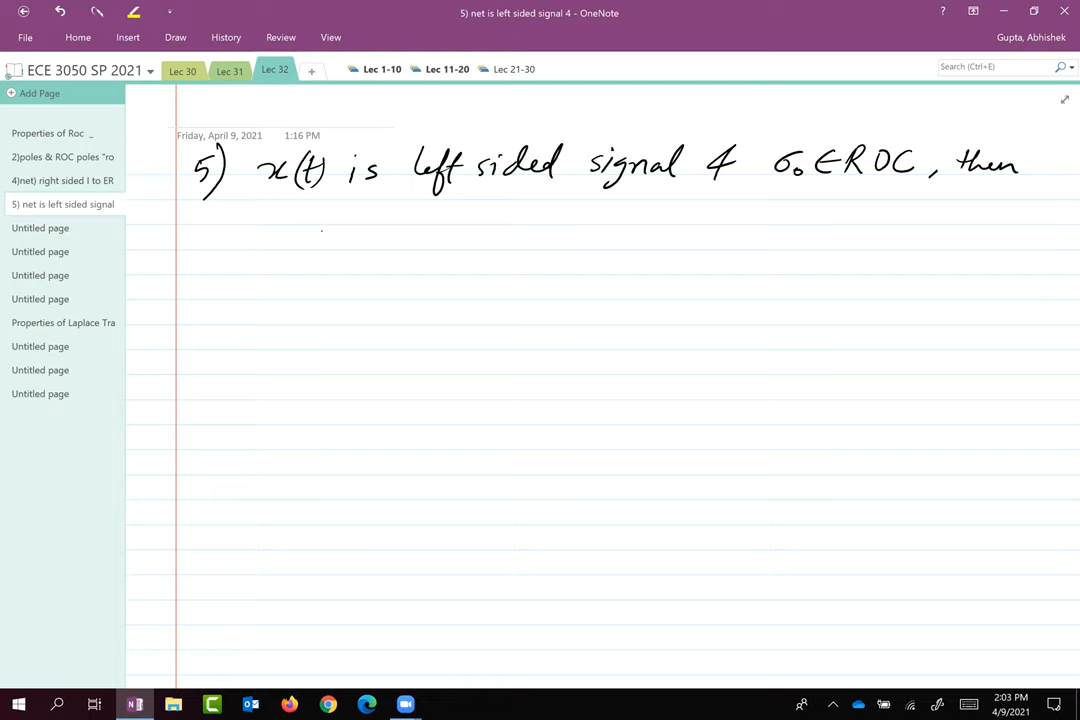 5) net is left sided signal 4 - OneNote
Gupta, Abhishek
File Home Insert Draw History Review View
ECE 3050 SP 2021
Lec 30
Lec 31
Lec 32
Lec 1-10
Lec 11-20
Lec 21-30
Search (Ctrl+E)
Add Page
Properties of Roc _
2)poles & ROC poles "ro
4)net) right sided I to ER
5) net is left sided signal
Untitled page
Untitled page
Untitled page
Untitled page
Properties of Laplace Tra
Untitled page
Untitled page
Untitled page
Friday, April 9, 2021 1:16 PM
5) x(t) is left sided signal & σ₀ ∈ ROC, then
2:03 PM
4/9/2021